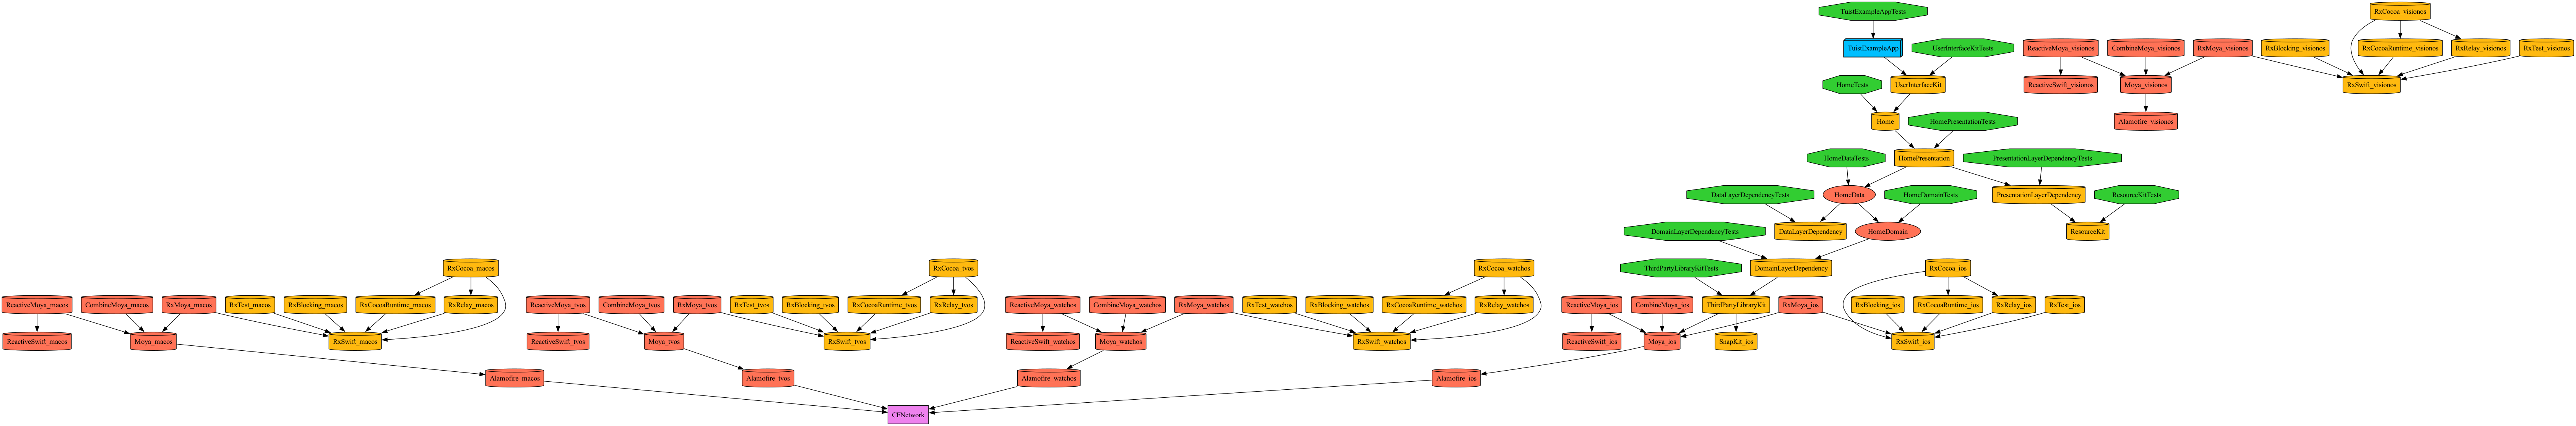 TuistExampleAppTests
RxCocoa_visionos
TuistExampleApp
UserInterfaceKitTests
ReactiveMoya_visionos
CombineMoya_visionos
RxMoya_visionos
RxBlocking_visionos
RxCocoaRuntime_visionos
RxRelay_visionos
RxTest_visionos
HomeTests
UserInterfaceKit
ReactiveSwift_visionos
Moya_visionos
RxSwift_visionos
Home
HomePresentationTests
Alamofire_visionos
HomeDataTests
HomePresentation
PresentationLayerDependencyTests
DataLayerDependencyTests
HomeData
HomeDomainTests
PresentationLayerDependency
ResourceKitTests
DomainLayerDependencyTests
DataLayerDependency
HomeDomain
ResourceKit
RxCocoa_macos
RxCocoa_tvos
RxCocoa_watchos
ThirdPartyLibraryKitTests
DomainLayerDependency
RxCocoa_ios
ReactiveMoya_macos
CombineMoya_macos
RxMoya_macos
RxTest_macos
RxBlocking_macos
RxCocoaRuntime_macos
RxRelay_macos
ReactiveMoya_tvos
CombineMoya_tvos
RxMoya_tvos
RxTest_tvos
RxBlocking_tvos
RxCocoaRuntime_tvos
RxRelay_tvos
ReactiveMoya_watchos
CombineMoya_watchos
RxMoya_watchos
RxTest_watchos
RxBlocking_watchos
RxCocoaRuntime_watchos
RxRelay_watchos
ReactiveMoya_ios
CombineMoya_ios
ThirdPartyLibraryKit
RxMoya_ios
RxBlocking_ios
RxCocoaRuntime_ios
RxRelay_ios
RxTest_ios
ReactiveSwift_macos
Moya_macos
RxSwift_macos
ReactiveSwift_tvos
Moya_tvos
RxSwift_tvos
ReactiveSwift_watchos
Moya_watchos
RxSwift_watchos
ReactiveSwift_ios
Moya_ios
SnapKit_ios
RxSwift_ios
Alamofire_macos
Alamofire_tvos
Alamofire_watchos
Alamofire_ios
CFNetwork